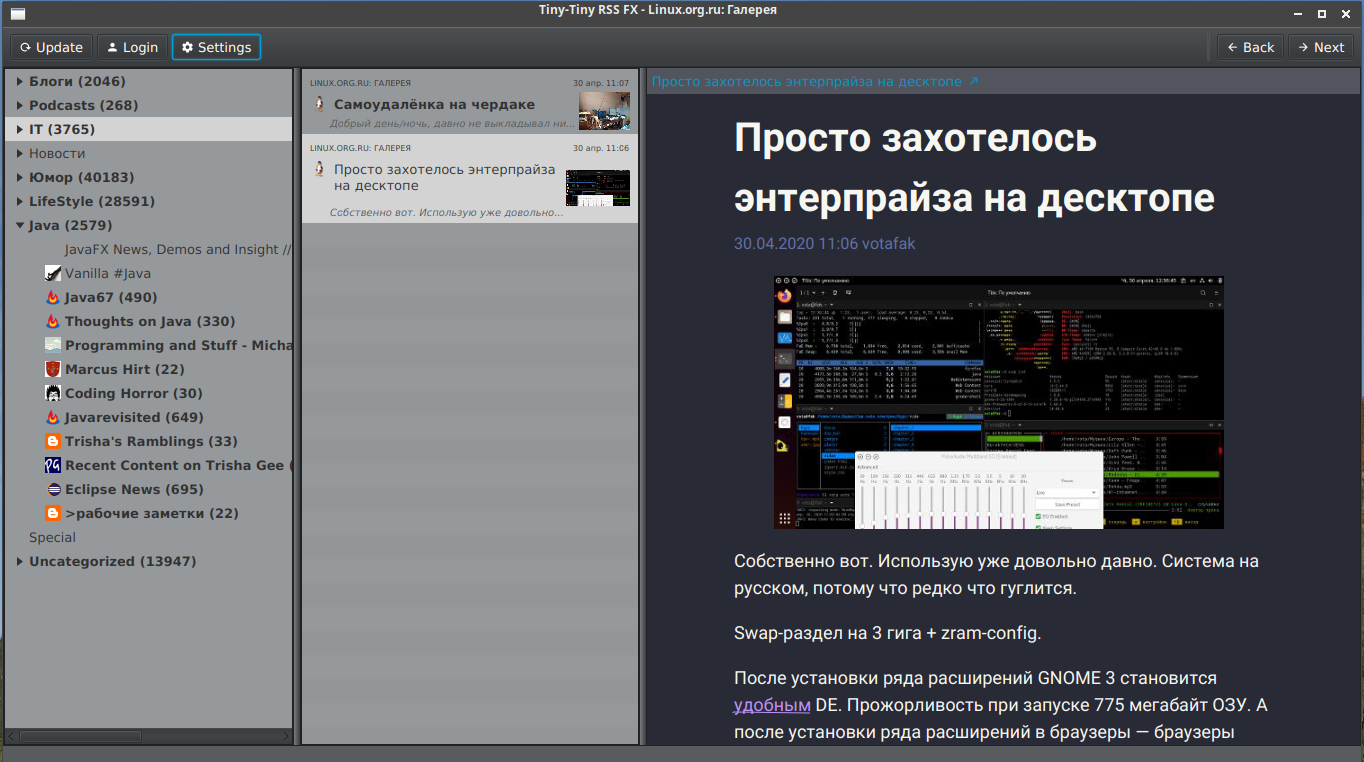 Tiny-Tiny RSS FX - Linux.org.ru: Галерея
Update
Login
Settings
Back
Next
Блоги (2046)
Podcasts (268)
IT (3765)
Новости
Юмор (40183)
LifeStyle (28591)
Java (2579)
JavaFX News, Demos and Insight //
Vanilla #Java
Java67 (490)
Thoughts on Java (330)
Programming and Stuff - Micha
Marcus Hirt (22)
Coding Horror (30)
Javarevisited (649)
Trisha's Ramblings (33)
Recent Content on Trisha Gee (
Eclipse News (695)
>рабочие заметки (22)
Special
Uncategorized (13947)
LINUX.ORG.RU: ГАЛЕРЕЯ
30 апр. 11:07
Самоудалёнка на чердаке
Добрый день/ночь, давно не выкладывал ни...
LINUX.ORG.RU: ГАЛЕРЕЯ
30 апр. 11:06
Просто захотелось энтерпрайза
на десктопе
Собственно вот. Использую уже довольно...
Просто захотелось энтерпрайза на десктопе ↗
Просто захотелось
энтерпрайза на десктопе
30.04.2020 11:06 votafak
Собственно вот. Использую уже довольно давно. Система на
русском, потому что редко что гуглится.
Swap-раздел на 3 гига + zram-config.
После установки ряда расширений GNOME 3 становится
удобным DE. Прожорливость при запуске 775 мегабайт ОЗУ. А
после установки ряда расширений в браузеры — браузеры